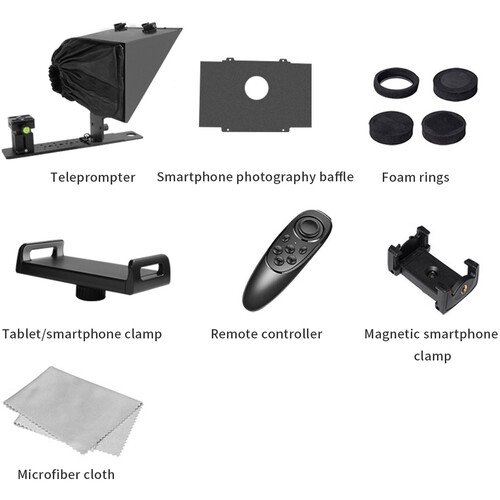 Teleprompter
Smartphone photography baffle
Foam rings
Tablet/smartphone clamp
Remote controller
Magnetic smartphone
clamp
Microfiber cloth